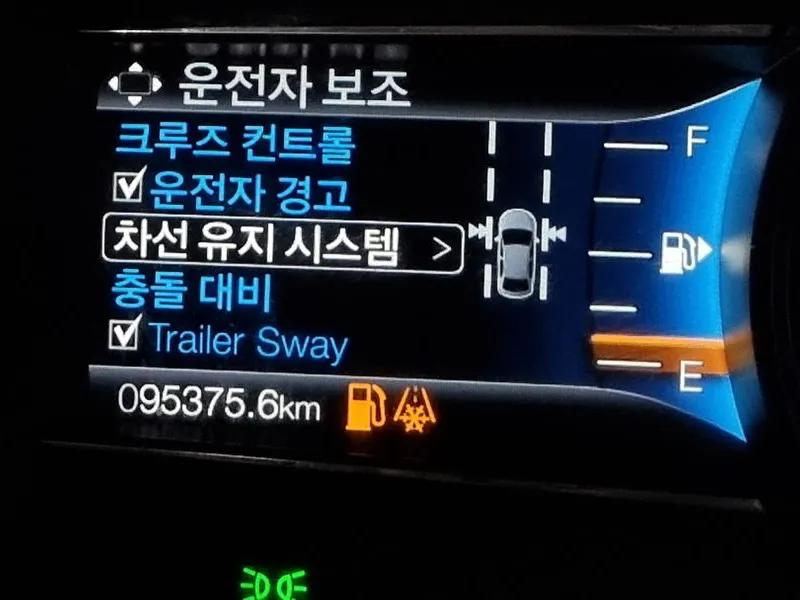 운전자 보조
크루즈 컨트롤
운전자 경고
차선 유지 시스템 >
충돌 대비
Trailer Sway
095375.6km
F
E